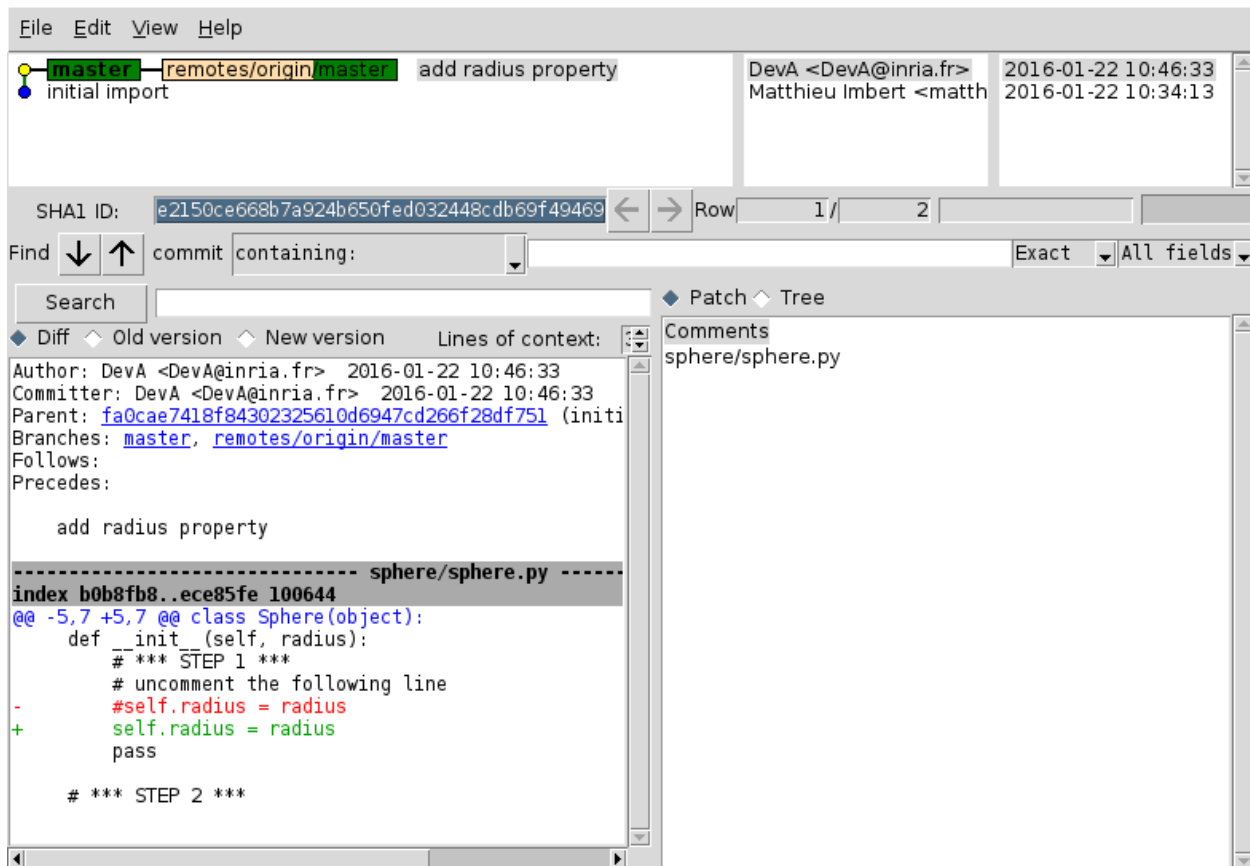 File Edit View Help
master remotes/origin/master add radius property DevA <DevA@inria.fr> 2016-01-22 10:46:33
initial import Matthieu Imbert <matth 2016-01-22 10:34:13
SHA1 ID: e2150ce668b7a924b650fed032448cdb69f49469 Row 1/ 2
Find commit containing: Exact All fields
Search
Patch Tree
Diff Old version New version Lines of context:
Comments
sphere/sphere.py
Author: DevA <DevA@inria.fr> 2016-01-22 10:46:33
Committer: DevA <DevA@inria.fr> 2016-01-22 10:46:33
Parent: fa0cae7418f84302325610d6947cd266f28df751 (initi
Branches: master, remotes/origin/master
Follows:
Precedes:
add radius property
------------------------------- sphere/sphere.py ------
index b0b8fb8..ece85fe 100644
@@ -5,7 +5,7 @@ class Sphere(object):
def __init__(self, radius):
# *** STEP 1 ***
# uncomment the following line
- #self.radius = radius
+ self.radius = radius
pass
# *** STEP 2 ***